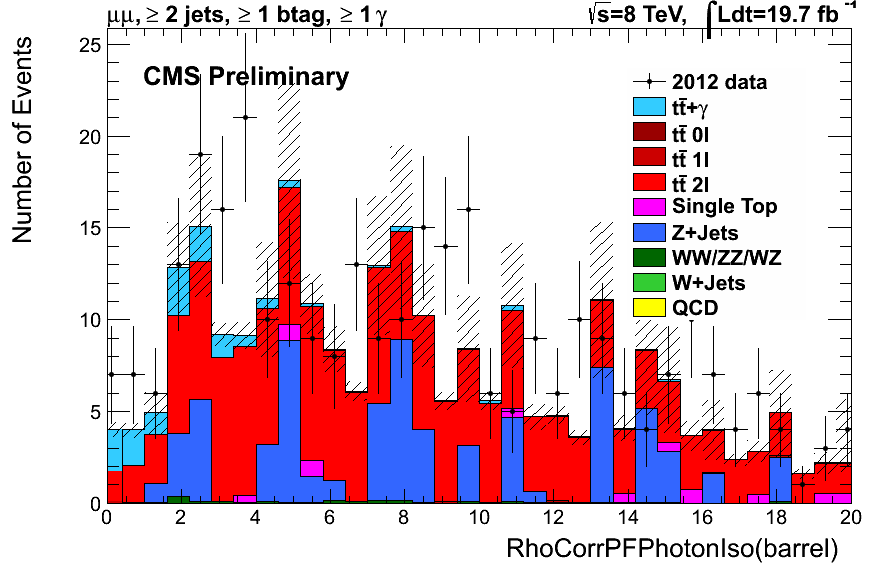 μμ, ≥ 2 jets, ≥ 1 btag, ≥ 1 γ
√s=8 TeV, ∫Ldt=19.7 fb⁻¹
CMS Preliminary
Number of Events
25
20
15
10
5
0
2012 data
tt̄+γ
tt̄ 0l
tt̄ 1l
tt̄ 2l
Single Top
Z+Jets
WW/ZZ/WZ
W+Jets
QCD
0 2 4 6 8 10 12 14 16 18 20
RhoCorrPFPhotonIso(barrel)